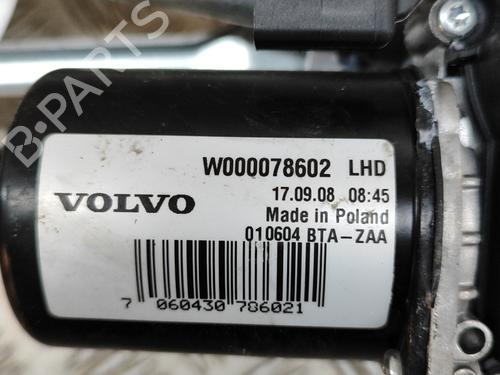 B-PARTS
W000078602 LHD
VOLVO
17.09.08 08:45
Made in Poland
010604 BTA-ZAA
7 060430 786021